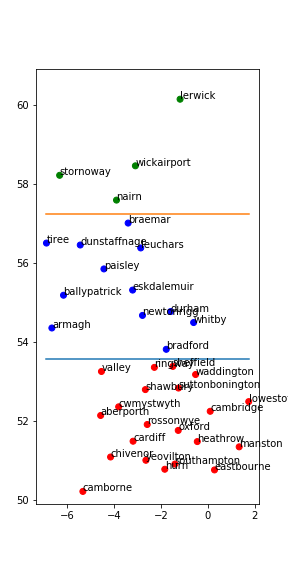 60
lerwick
wickairport
stornoway
58
nairn
braemar
tiree
dunstaffnage
leuchars
56
paisley
eskdalemuir
ballypatrick
durham
newtonrigg
whitby
armagh
54
bradford
sheffield
ringway
valley
waddington
suttonbonington
shawbury
lowestof
cwmystwyth
cambridge
aberporth
52
rossonwye
oxford
cardiff
heathrow
manston
chivenor
yeovilton
southampton
hurn
eastbourne
camborne
50
−6 −4 −2 0 2